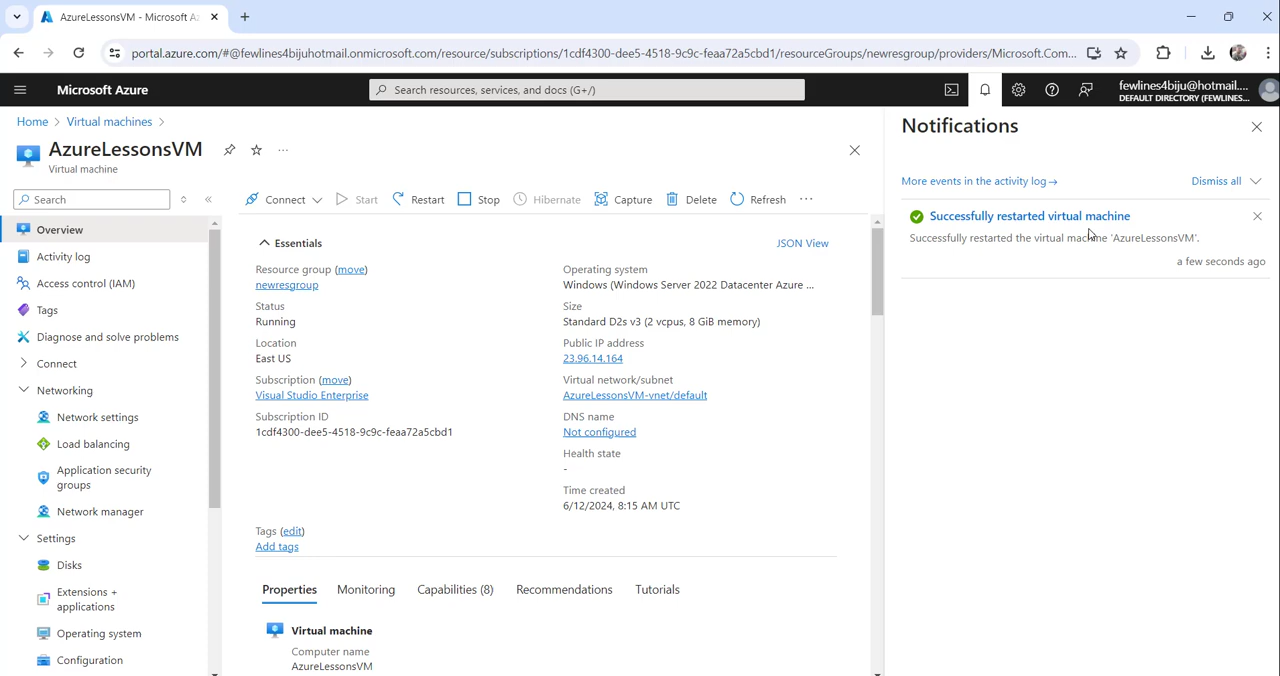 AzureLessonsVM - Microsoft Az
portal.azure.com/#@fewlines4bijuhotmail.onmicrosoft.com/resource/subscriptions/1cdf4300-dee5-4518-9c9c-feaa72a5cbd1/resourceGroups/newresgroup/providers/Microsoft.Com...
Microsoft Azure
Search resources, services, and docs (G+/)
fewlines4biju@hotmail....
DEFAULT DIRECTORY (FEWLINES...
Home > Virtual machines >
AzureLessonsVM
...
Virtual machine
Search
Overview
Activity log
Access control (IAM)
Tags
Diagnose and solve problems
Connect
Networking
Network settings
Load balancing
Application security
groups
Network manager
Settings
Disks
Extensions +
applications
Operating system
Configuration
Connect Start Restart Stop Hibernate Capture Delete Refresh ...
Essentials
JSON View
Resource group (move)
newresgroup
Status
Running
Location
East US
Subscription (move)
Visual Studio Enterprise
Subscription ID
1cdf4300-dee5-4518-9c9c-feaa72a5cbd1
Operating system
Windows (Windows Server 2022 Datacenter Azure ...
Size
Standard D2s v3 (2 vcpus, 8 GiB memory)
Public IP address
23.96.14.164
Virtual network/subnet
AzureLessonsVM-vnet/default
DNS name
Not configured
Health state
-
Time created
6/12/2024, 8:15 AM UTC
Tags (edit)
Add tags
Properties Monitoring Capabilities (8) Recommendations Tutorials
Virtual machine
Computer name
AzureLessonsVM
Notifications
More events in the activity log →
Dismiss all
Successfully restarted virtual machine
Successfully restarted the virtual machine 'AzureLessonsVM'.
a few seconds ago